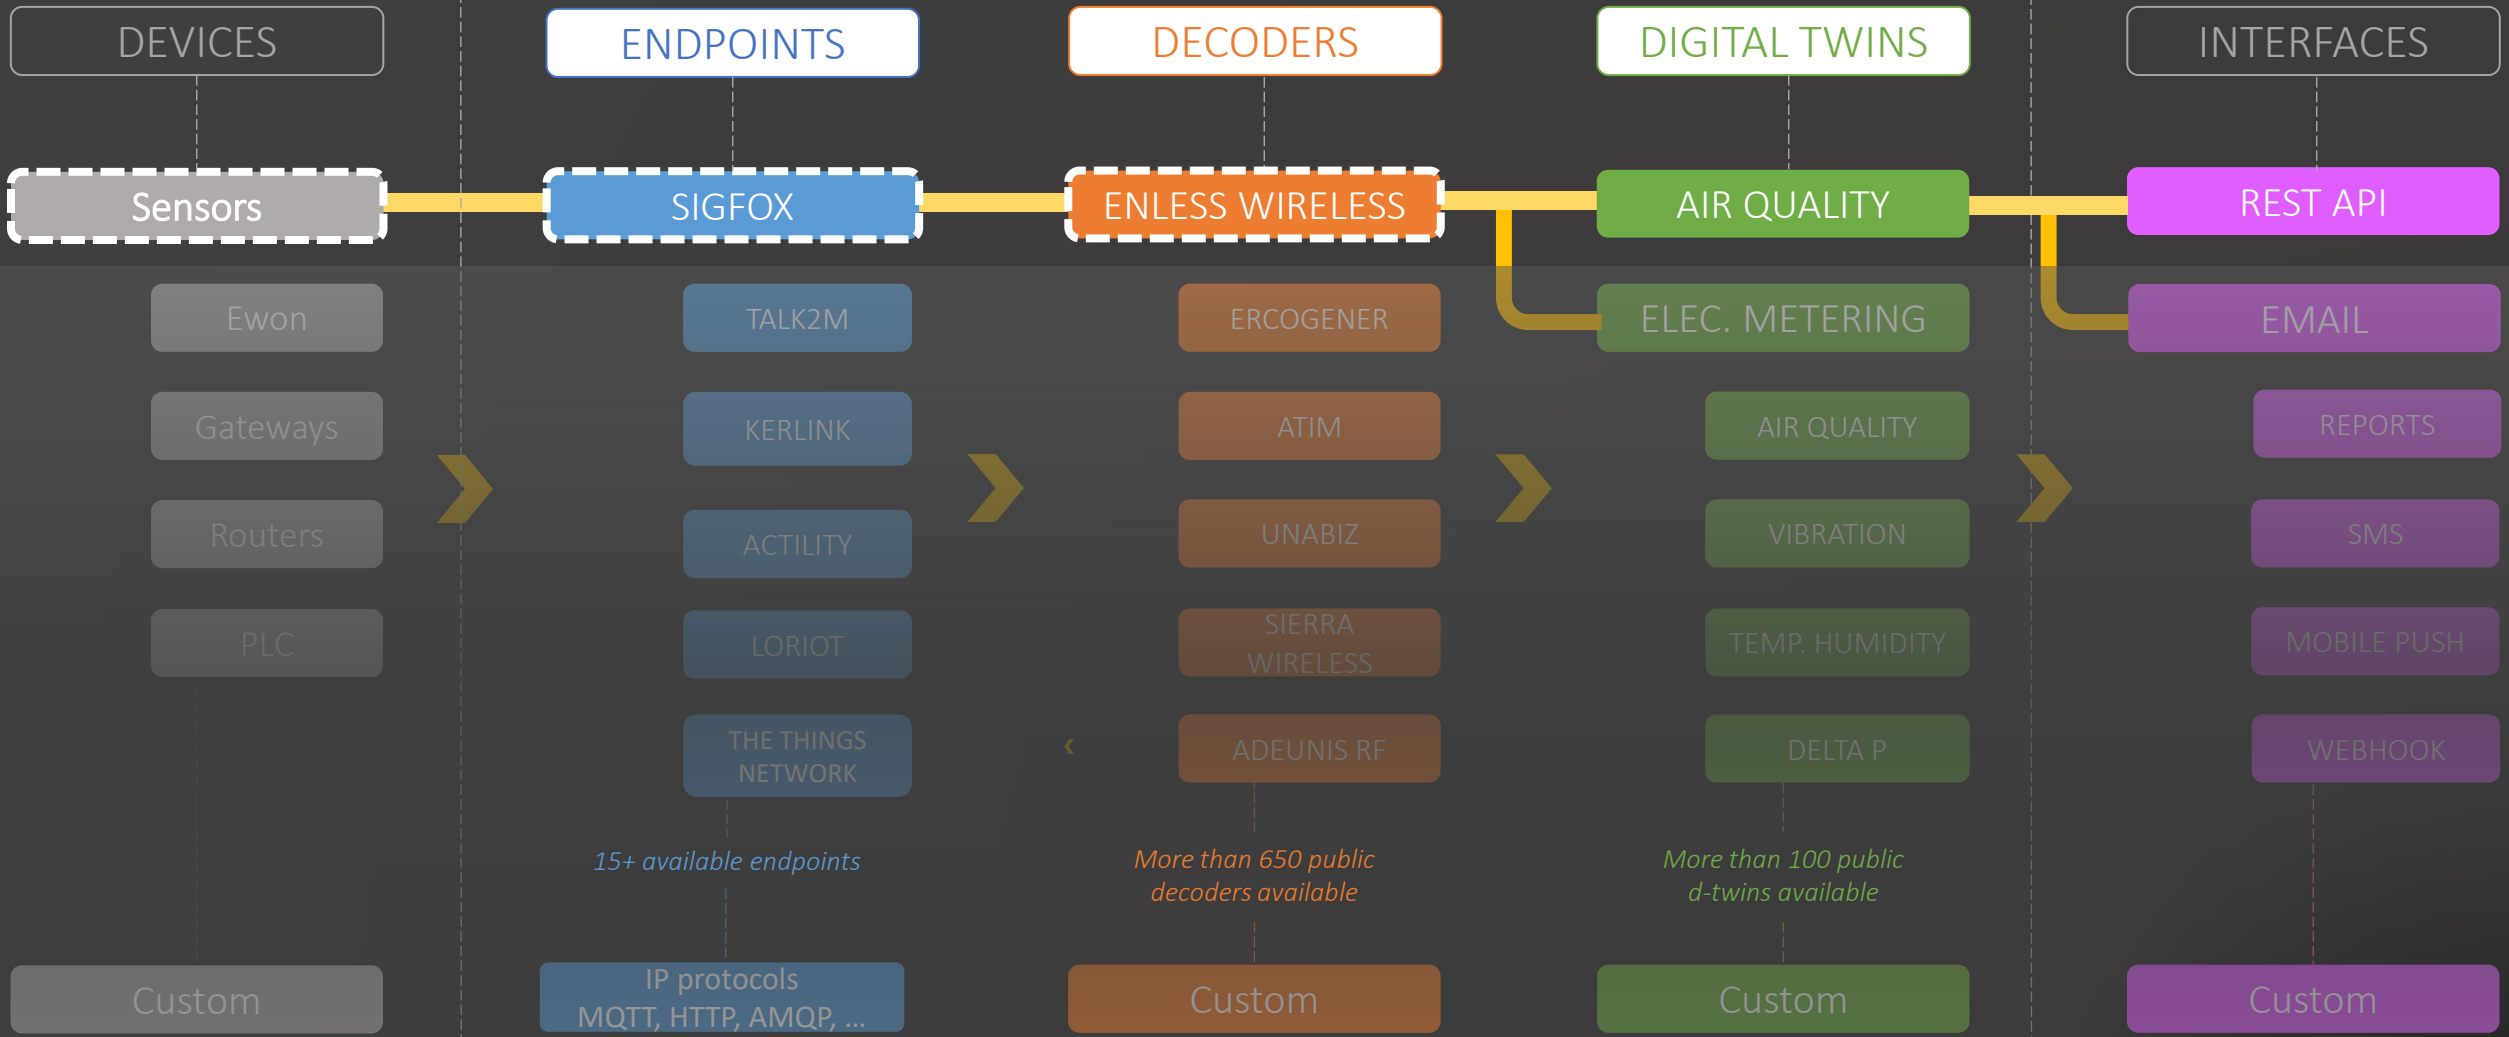 DEVICES
ENDPOINTS
DECODERS
DIGITAL TWINS
INTERFACES
Sensors
SIGFOX
ENLESS WIRELESS
AIR QUALITY
REST API
Ewon
TALK2M
ERCOGENER
ELEC. METERING
EMAIL
Gateways
KERLINK
ATIM
AIR QUALITY
REPORTS
Routers
ACTILITY
UNABIZ
VIBRATION
SMS
PLC
LORIOT
SIERRA
WIRELESS
TEMP. HUMIDITY
MOBILE PUSH
THE THINGS
NETWORK
ADEUNIS RF
DELTA P
WEBHOOK
15+ available endpoints
More than 650 public
decoders available
More than 100 public
d-twins available
Custom
IP protocols
MQTT, HTTP, AMQP, ...
Custom
Custom
Custom